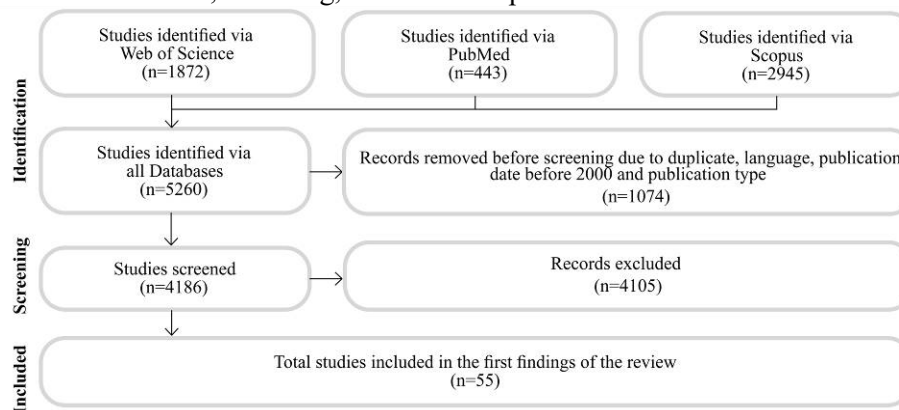 Studies identified via
Web of Science
(n=1872)
Studies identified via
PubMed
(n=443)
Studies identified via
Scopus
(n=2945)
Identification
Studies identified via
all Databases
(n=5260)
Records removed before screening due to duplicate, language, publication
date before 2000 and publication type
(n=1074)
Screening
Studies screened
(n=4186)
Records excluded
(n=4105)
Included
Total studies included in the first findings of the review
(n=55)